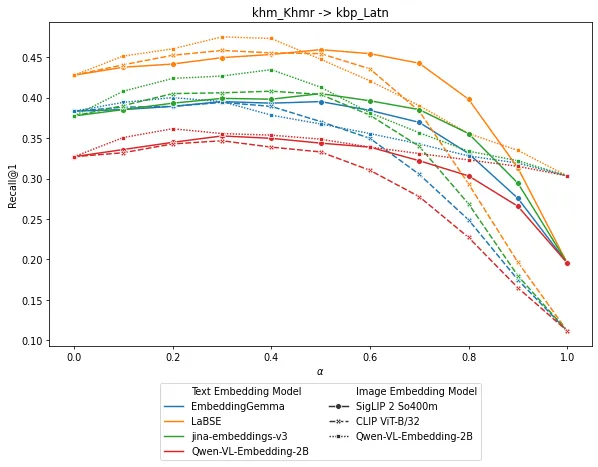 khm_Khmr -> kbp_Latn
Recall@1
0.45
0.40
0.35
0.30
0.25
0.20
0.15
0.10
0.0 0.2 0.4 0.6 0.8 1.0
α
Text Embedding Model
EmbeddingGemma
LaBSE
jina-embeddings-v3
Qwen-VL-Embedding-2B
Image Embedding Model
SigLIP 2 So400m
CLIP ViT-B/32
Qwen-VL-Embedding-2B